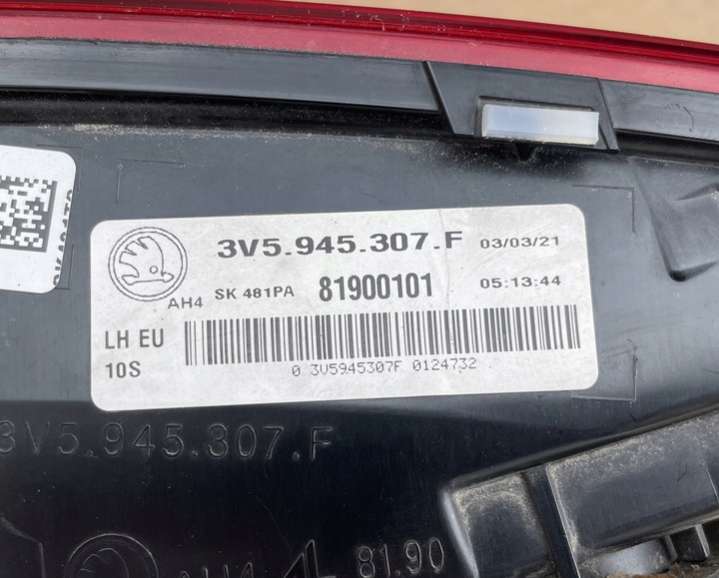 3V5.945.307.F 03/03/21
AH4 SK 481PA 81900101 05:13:44
LH EU
10S
0 3V5945307F 0124732
3V5.945.307.F
81.90